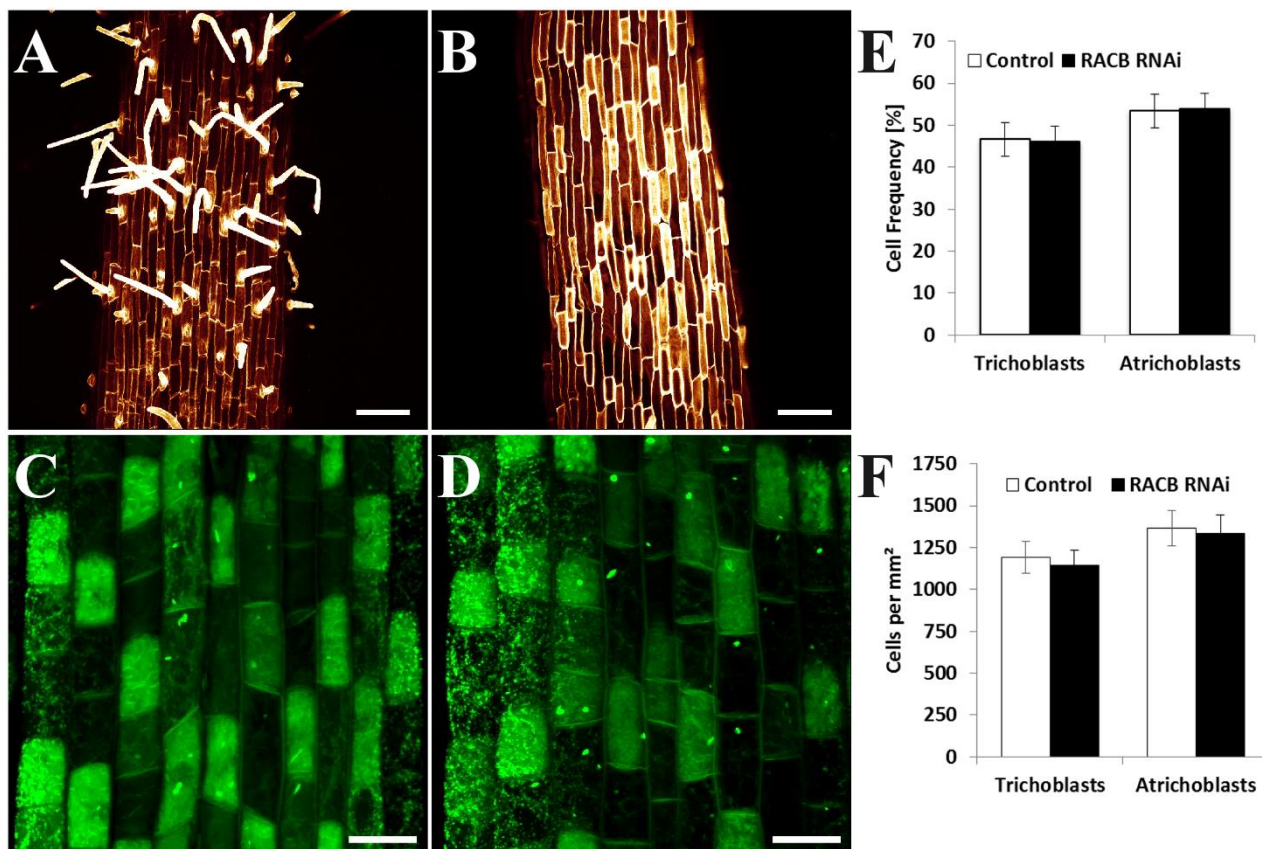 A
B
C
D
E
Control RACB RNAi
Cell Frequency [%]
70
60
50
40
30
20
10
0
Trichoblasts Atrichoblasts
F
Control RACB RNAi
Cells per mm²
1750
1500
1250
1000
750
500
250
0
Trichoblasts Atrichoblasts